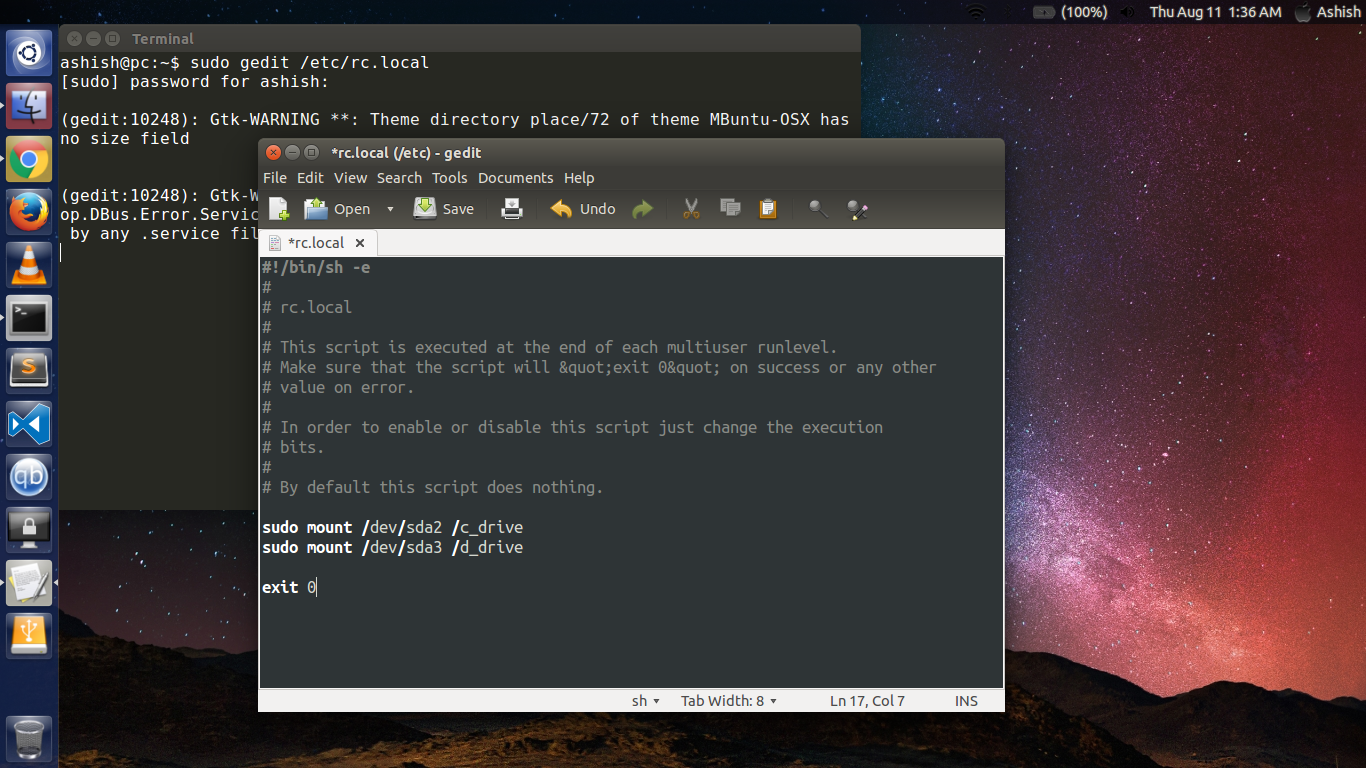 (100%) Thu Aug 11 1:36 AM Ashish
Terminal
ashish@pc:~$ sudo gedit /etc/rc.local
[sudo] password for ashish:
(gedit:10248): Gtk-WARNING **: Theme directory place/72 of theme MBuntu-OSX has
no size field
(gedit:10248): Gtk-W
op.DBus.Error.Servic
by any .service fil
*rc.local (/etc) - gedit
File Edit View Search Tools Documents Help
Open Save Undo
*rc.local
#!/bin/sh -e
#
# rc.local
#
# This script is executed at the end of each multiuser runlevel.
# Make sure that the script will &quot;exit 0&quot; on success or any other
# value on error.
#
# In order to enable or disable this script just change the execution
# bits.
#
# By default this script does nothing.
sudo mount /dev/sda2 /c_drive
sudo mount /dev/sda3 /d_drive
exit 0
sh Tab Width: 8 Ln 17, Col 7 INS
S
qb